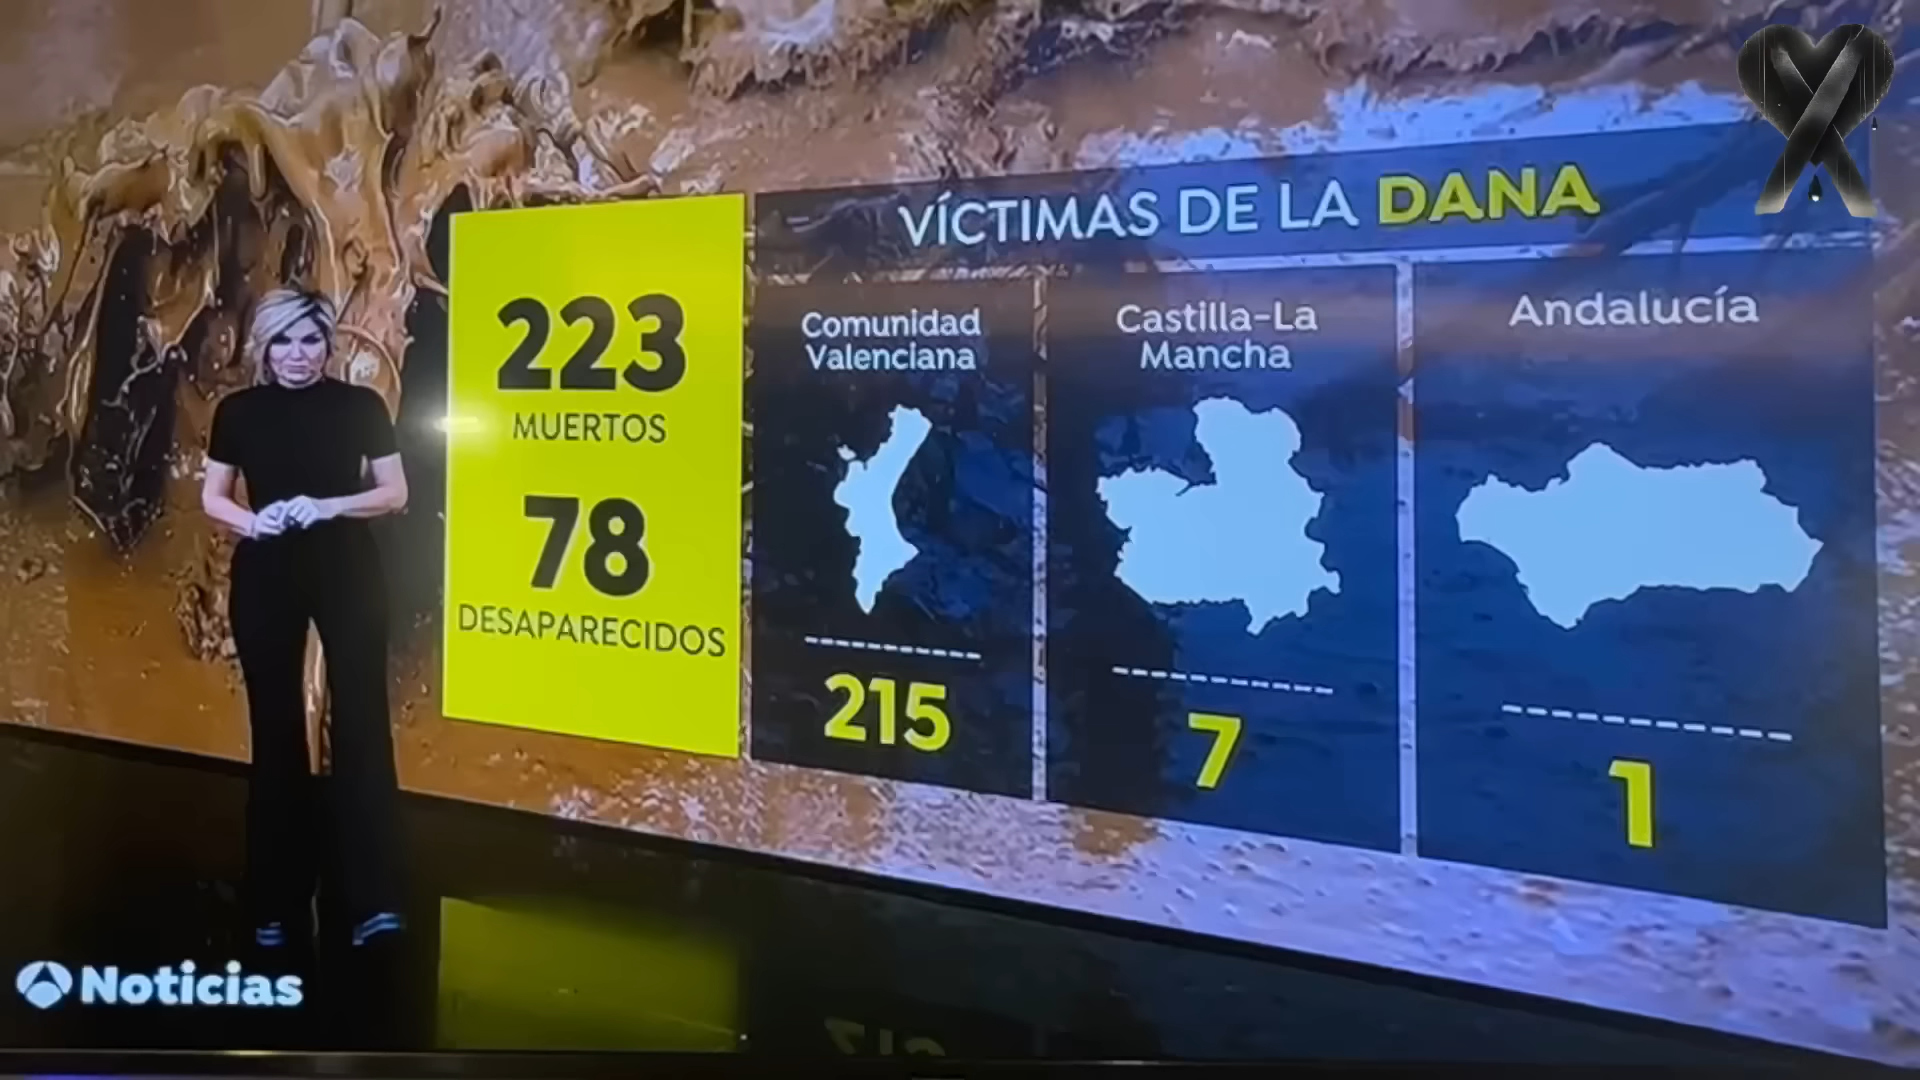 VÍCTIMAS DE LA DANA
223
MUERTOS
78
DESAPARECIDOS
Comunidad
Valenciana
215
Castilla-La
Mancha
7
Andalucía
1
Noticias